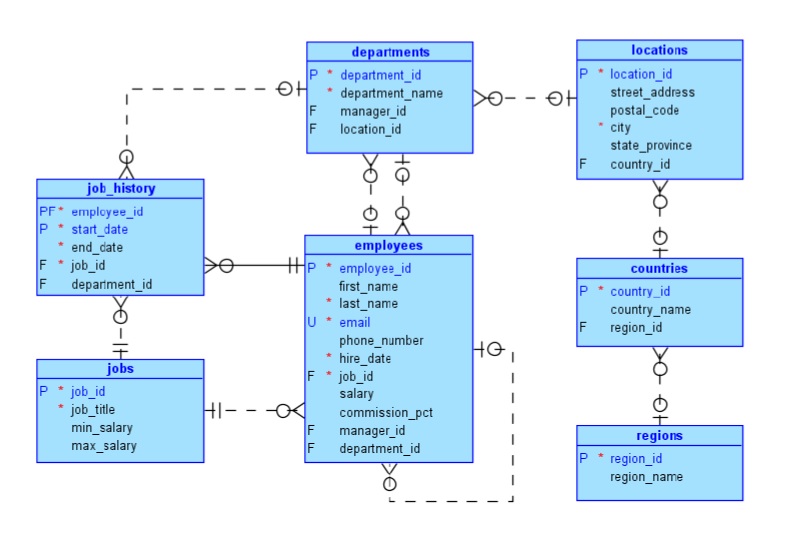 departments
P * department_id
* department_name
F manager_id
F location_id
locations
P * location_id
street_address
postal_code
* city
state_province
F country_id
job_history
PF * employee_id
P * start_date
* end_date
F * job_id
F department_id
employees
P * employee_id
first_name
* last_name
U * email
phone_number
* hire_date
F * job_id
salary
commission_pct
F manager_id
F department_id
countries
P * country_id
country_name
F region_id
jobs
P * job_id
* job_title
min_salary
max_salary
regions
P * region_id
region_name